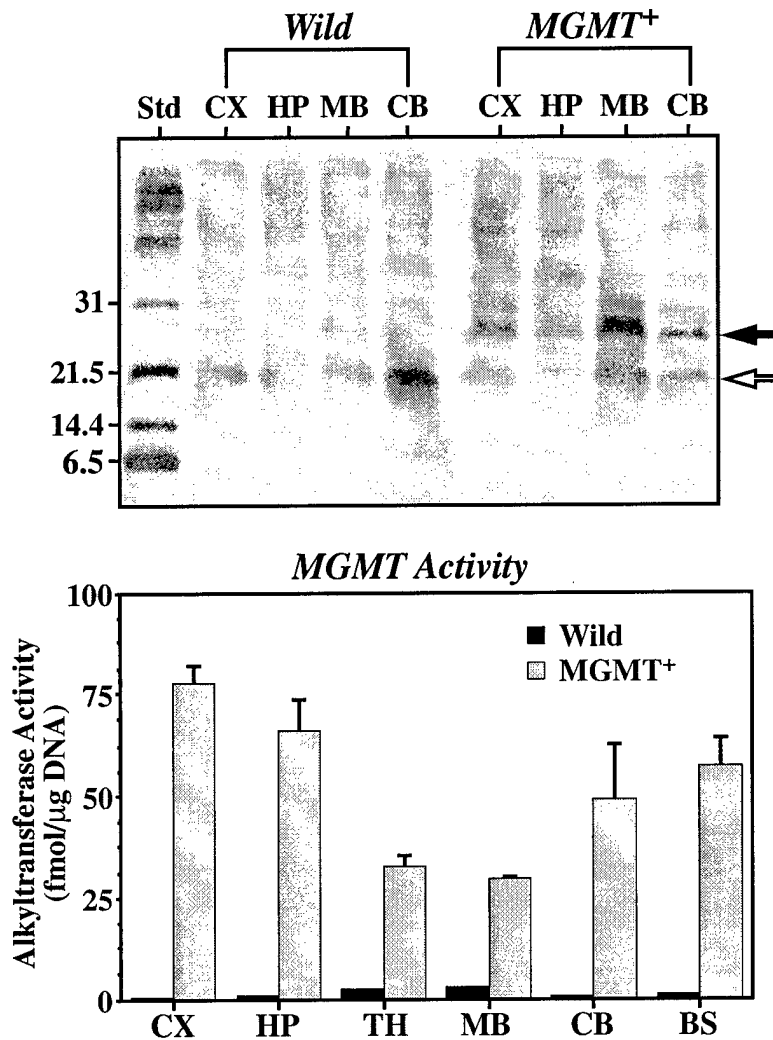 Wild MGMT+
Std CX HP MB CB CX HP MB CB
31
21.5
14.4
6.5
MGMT Activity
Alkyltransferase Activity
(fmol/µg DNA)
100
75
50
25
0
Wild
MGMT+
CX HP TH MB CB BS